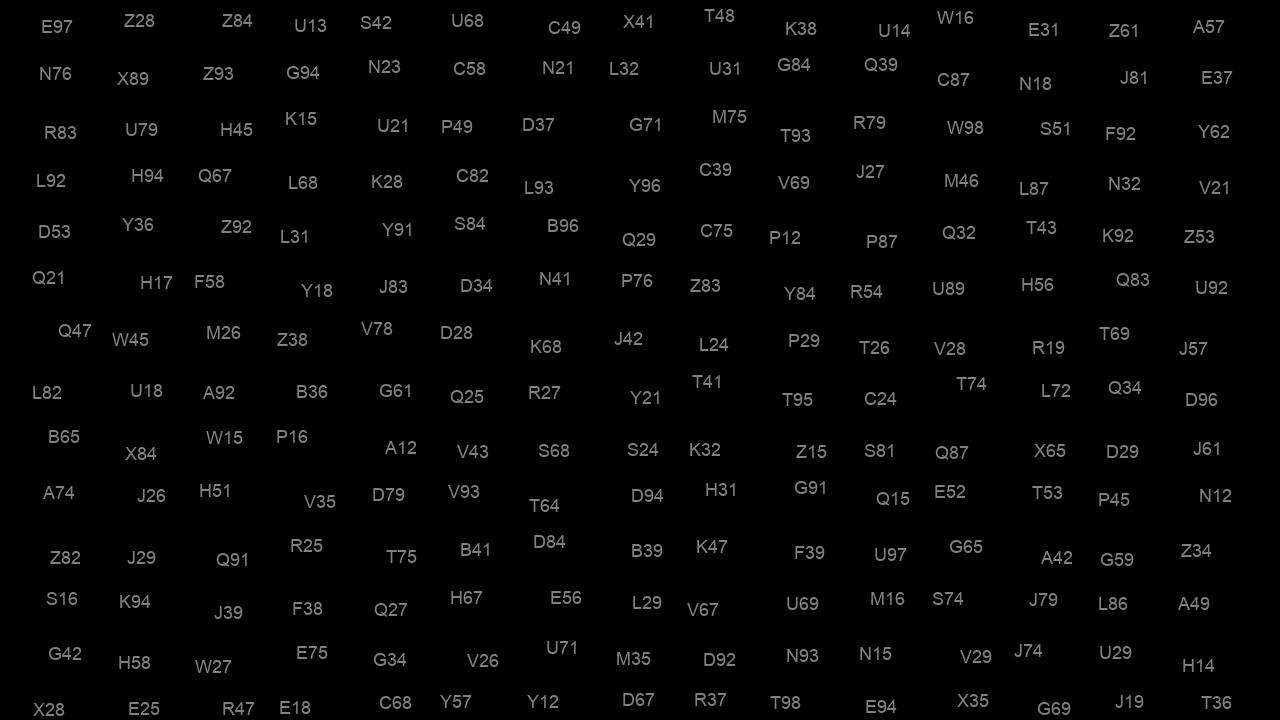 E97 Z28 Z84 U13 S42 U68 C49 X41 T48 K38 U14 W16 E31 Z61 A57
N76 X89 Z93 G94 N23 C58 N21 L32 U31 G84 Q39 C87 N18 J81 E37
R83 U79 H45 K15 U21 P49 D37 G71 M75 T93 R79 W98 S51 F92 Y62
L92 H94 Q67 L68 K28 C82 L93 Y96 C39 V69 J27 M46 L87 N32 V21
D53 Y36 Z92 L31 Y91 S84 B96 Q29 C75 P12 P87 Q32 T43 K92 Z53
Q21 H17 F58 Y18 J83 D34 N41 P76 Z83 Y84 R54 U89 H56 Q83 U92
Q47 W45 M26 Z38 V78 D28 K68 J42 L24 P29 T26 V28 R19 T69 J57
L82 U18 A92 B36 G61 Q25 R27 Y21 T41 T95 C24 T74 L72 Q34 D96
B65 X84 W15 P16 A12 V43 S68 S24 K32 Z15 S81 Q87 X65 D29 J61
A74 J26 H51 V35 D79 V93 T64 D94 H31 G91 Q15 E52 T53 P45 N12
Z82 J29 Q91 R25 T75 B41 D84 B39 K47 F39 U97 G65 A42 G59 Z34
S16 K94 J39 F38 Q27 H67 E56 L29 V67 U69 M16 S74 J79 L86 A49
G42 H58 W27 E75 G34 V26 U71 M35 D92 N93 N15 V29 J74 U29 H14
X28 E25 R47 E18 C68 Y57 Y12 D67 R37 T98 E94 X35 G69 J19 T36